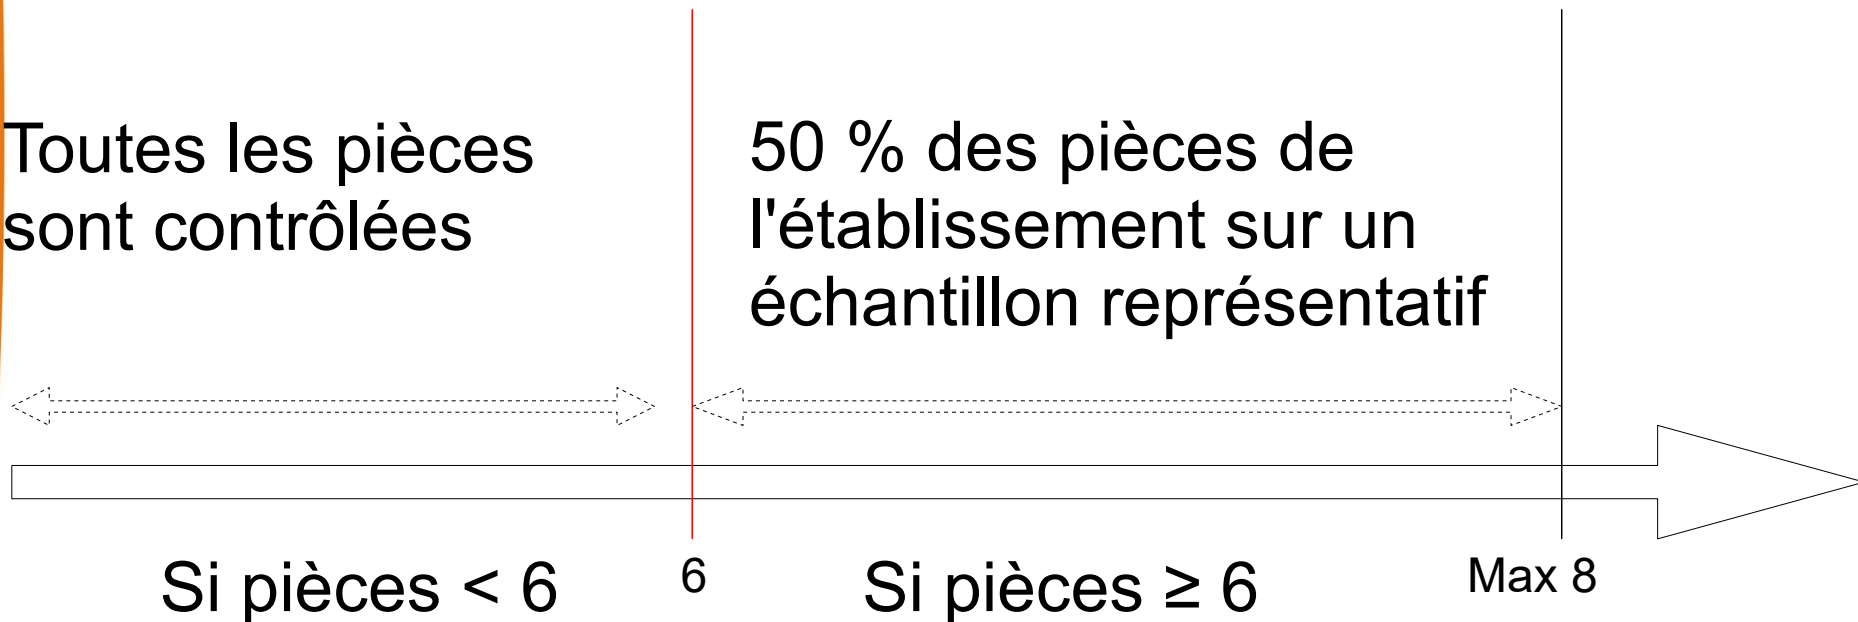 Toutes les pièces
sont contrôlées
50 % des pièces de
l'établissement sur un
échantillon représentatif
Si pièces < 6
6
Si pièces ≥ 6
Max 8